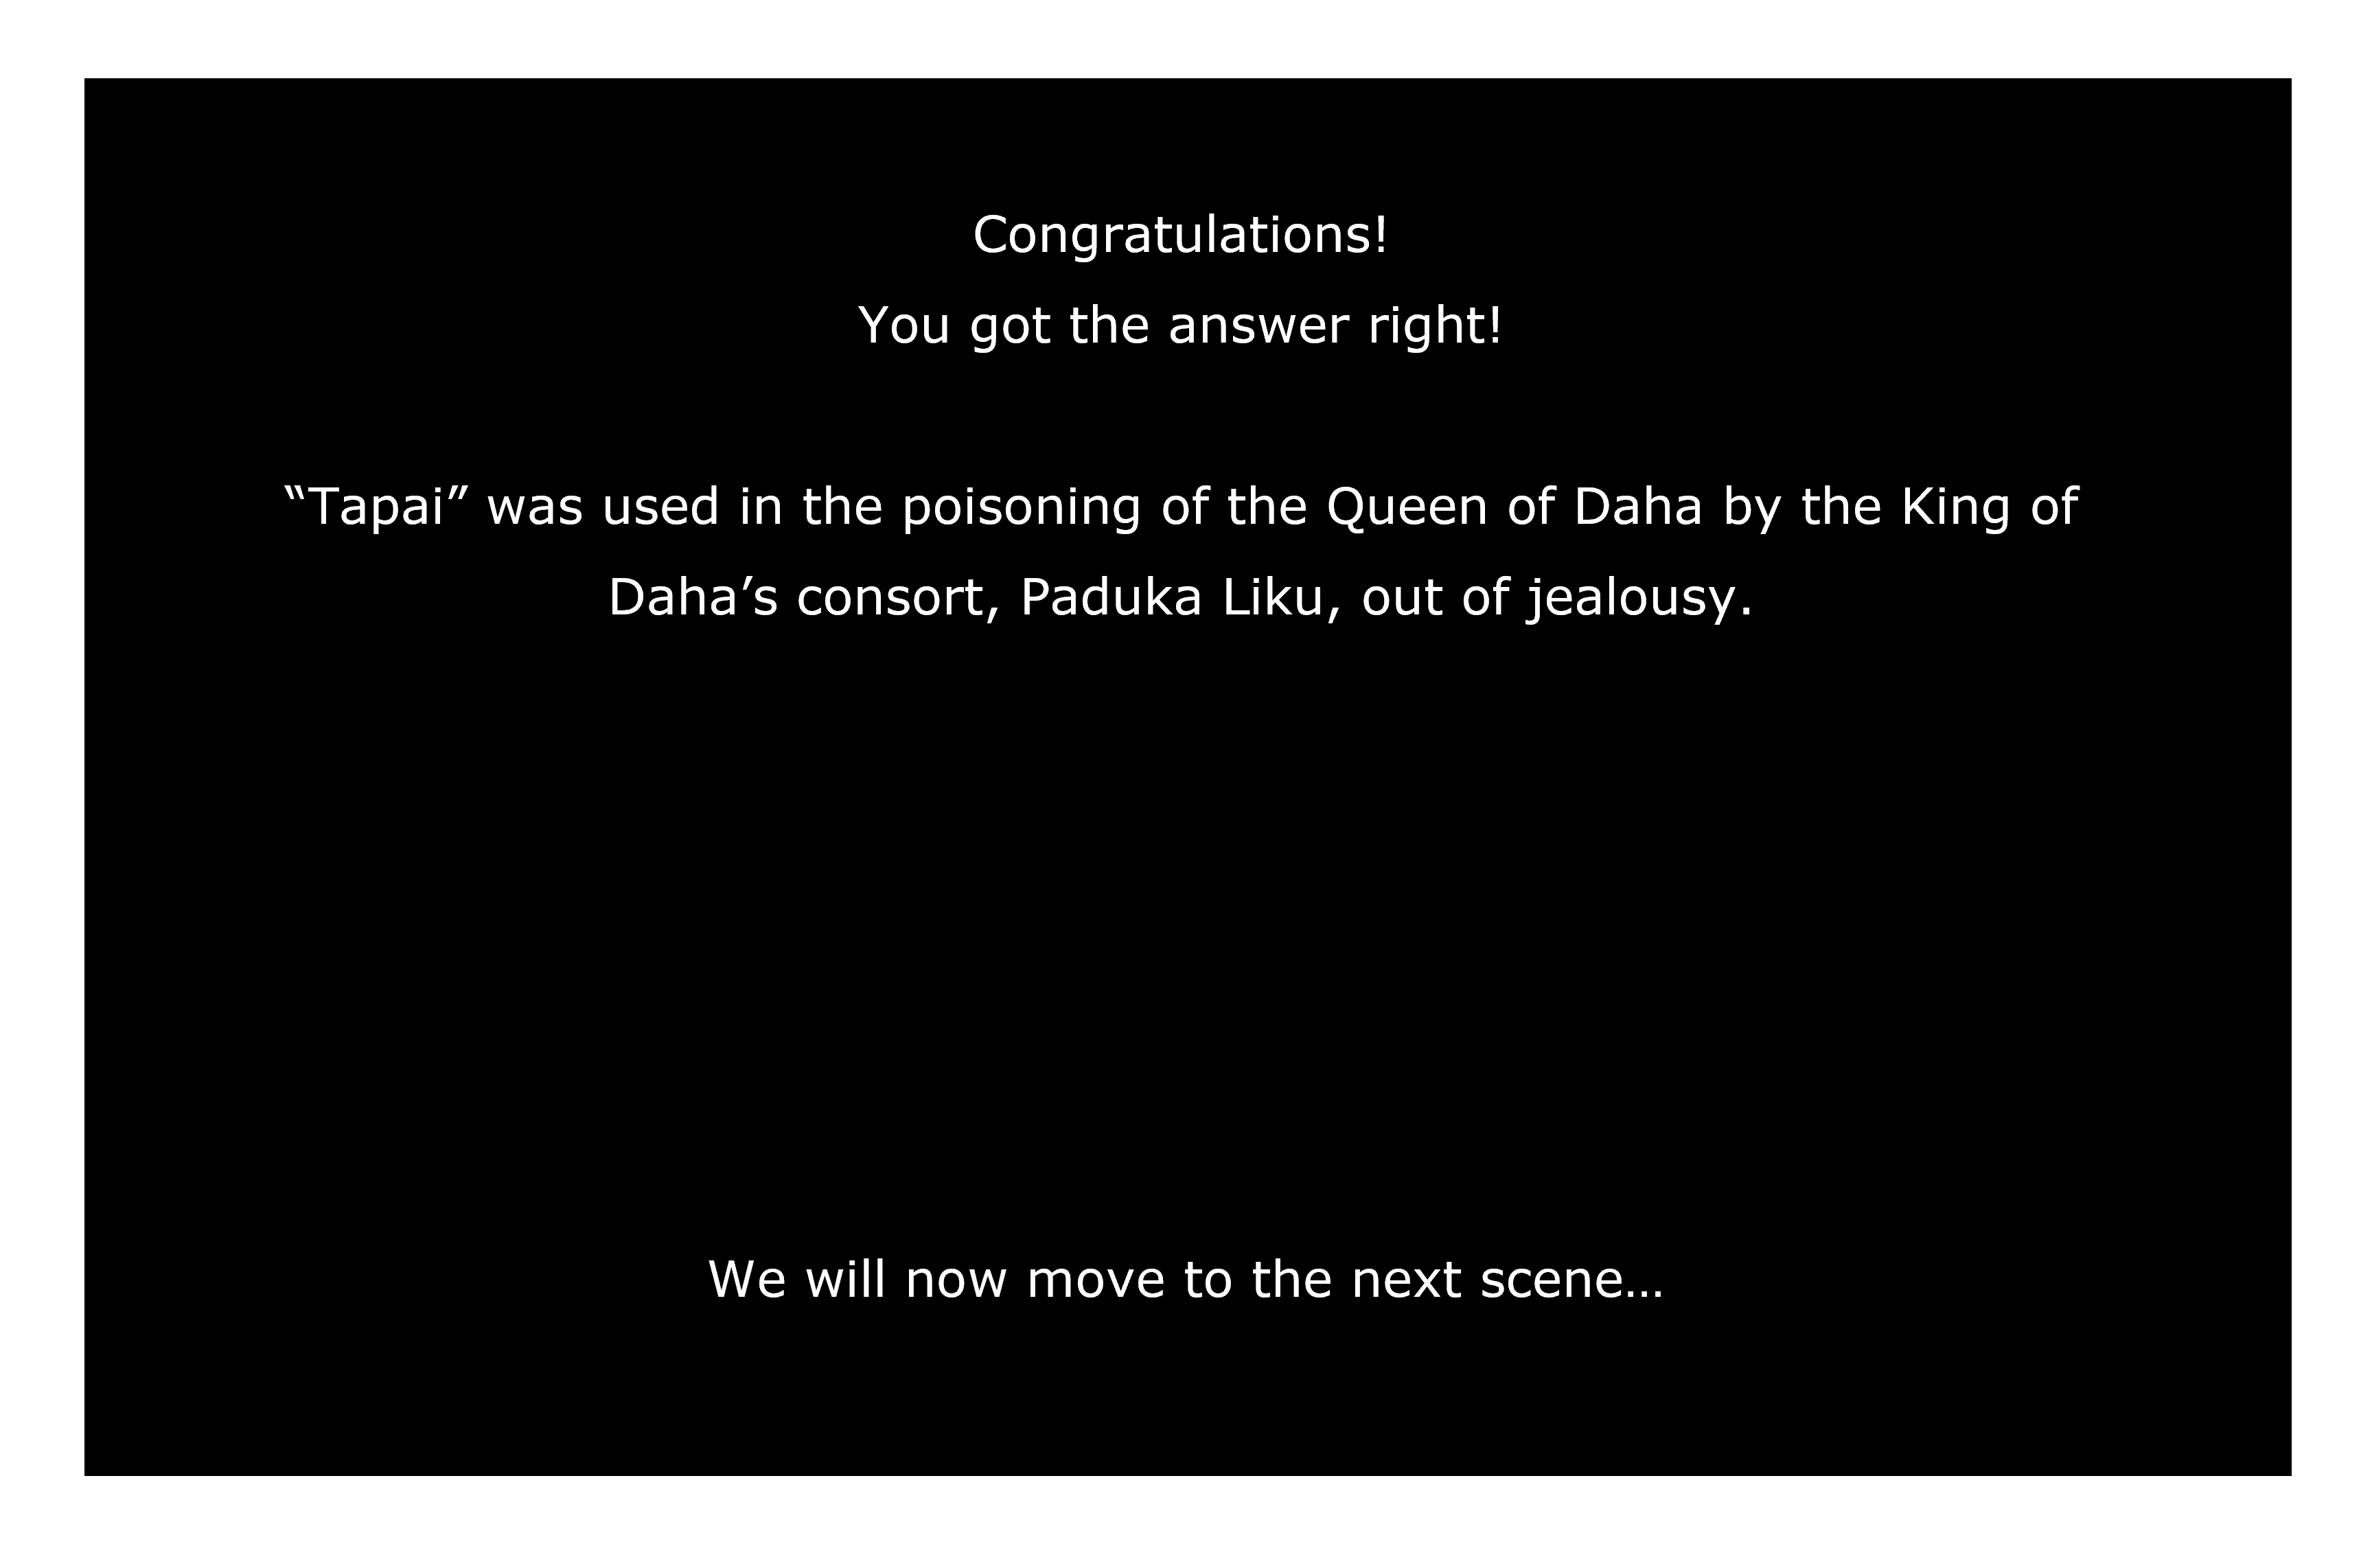 Congratulations!
You got the answer right!
“Tapai” was used in the poisoning of the Queen of Daha by the King of
Daha’s consort, Paduka Liku, out of jealousy.
We will now move to the next scene…